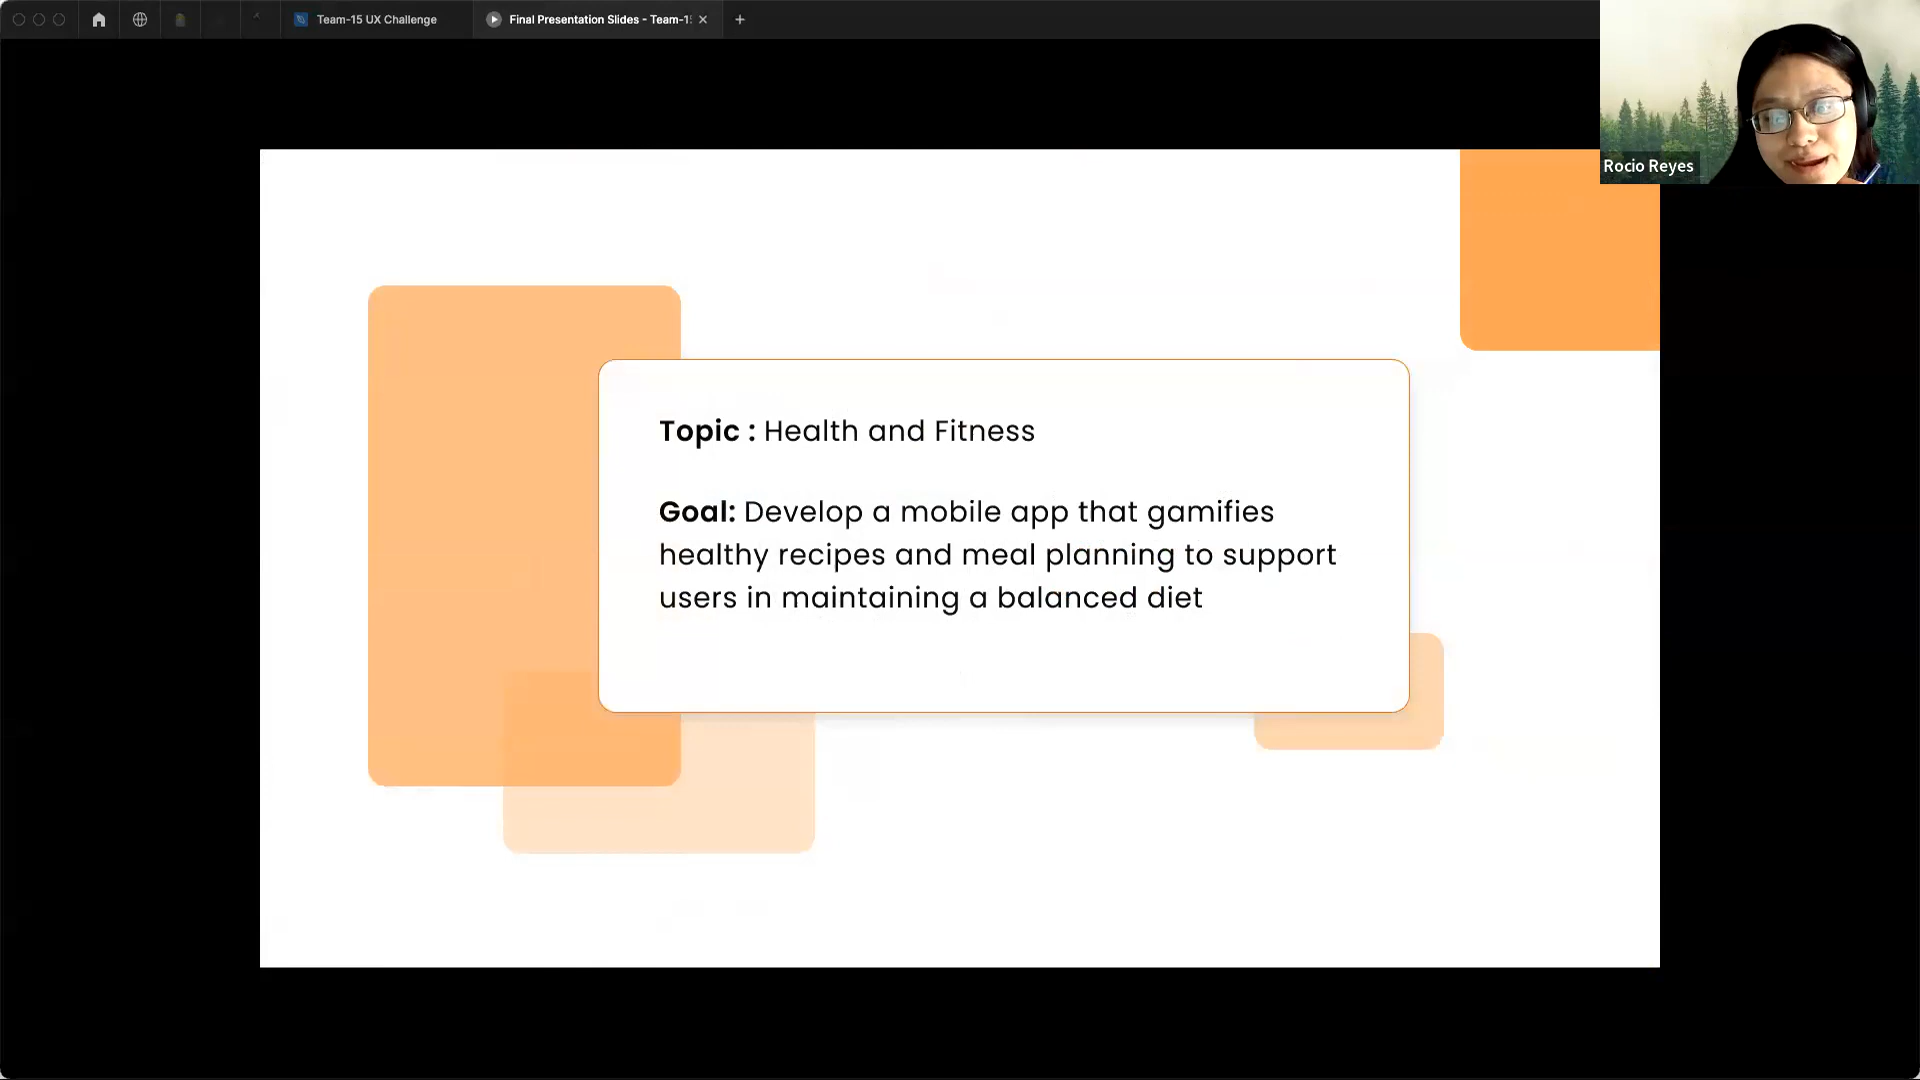 Team-15 UX Challenge
Final Presentation Slides - Team-1
Rocio Reyes
Topic : Health and Fitness
Goal: Develop a mobile app that gamifies
healthy recipes and meal planning to support
users in maintaining a balanced diet